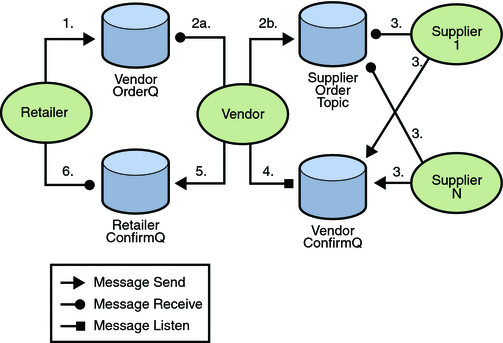 1.
2a.
2b.
3.
Supplier
1
Vendor
OrderQ
Supplier
Order
Topic
3.
Retailer
Vendor
3.
6.
5.
4.
3.
Supplier
N
Retailer
ConfirmQ
Vendor
ConfirmQ
Message Send
Message Receive
Message Listen